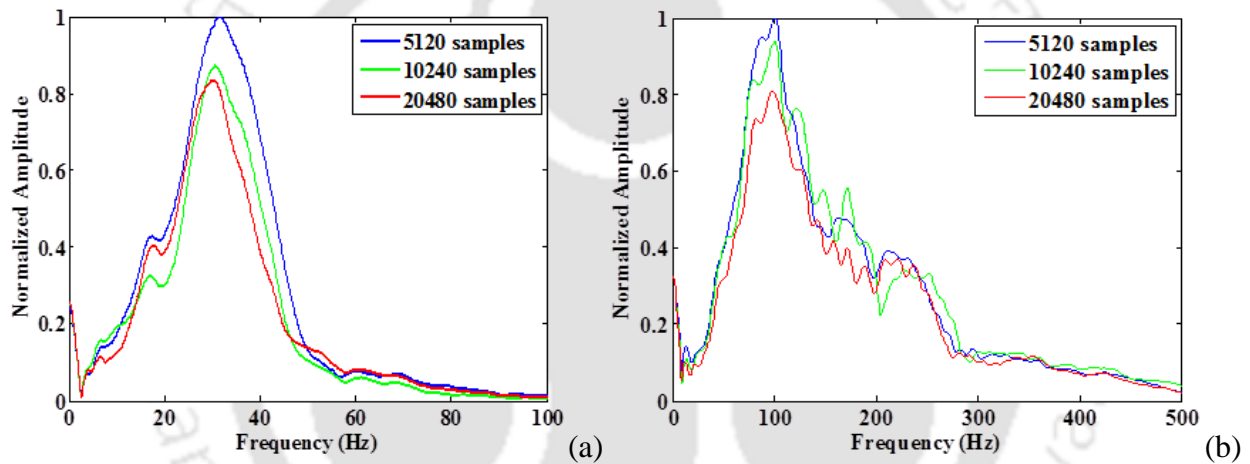 Normalized Amplitude
1
0.8
0.6
0.4
0.2
0
5120 samples
10240 samples
20480 samples
0 20 40 60 80 100
Frequency (Hz)
(a)
Normalized Amplitude
1
0.8
0.6
0.4
0.2
0
5120 samples
10240 samples
20480 samples
0 100 200 300 400 500
Frequency (Hz)
(b)